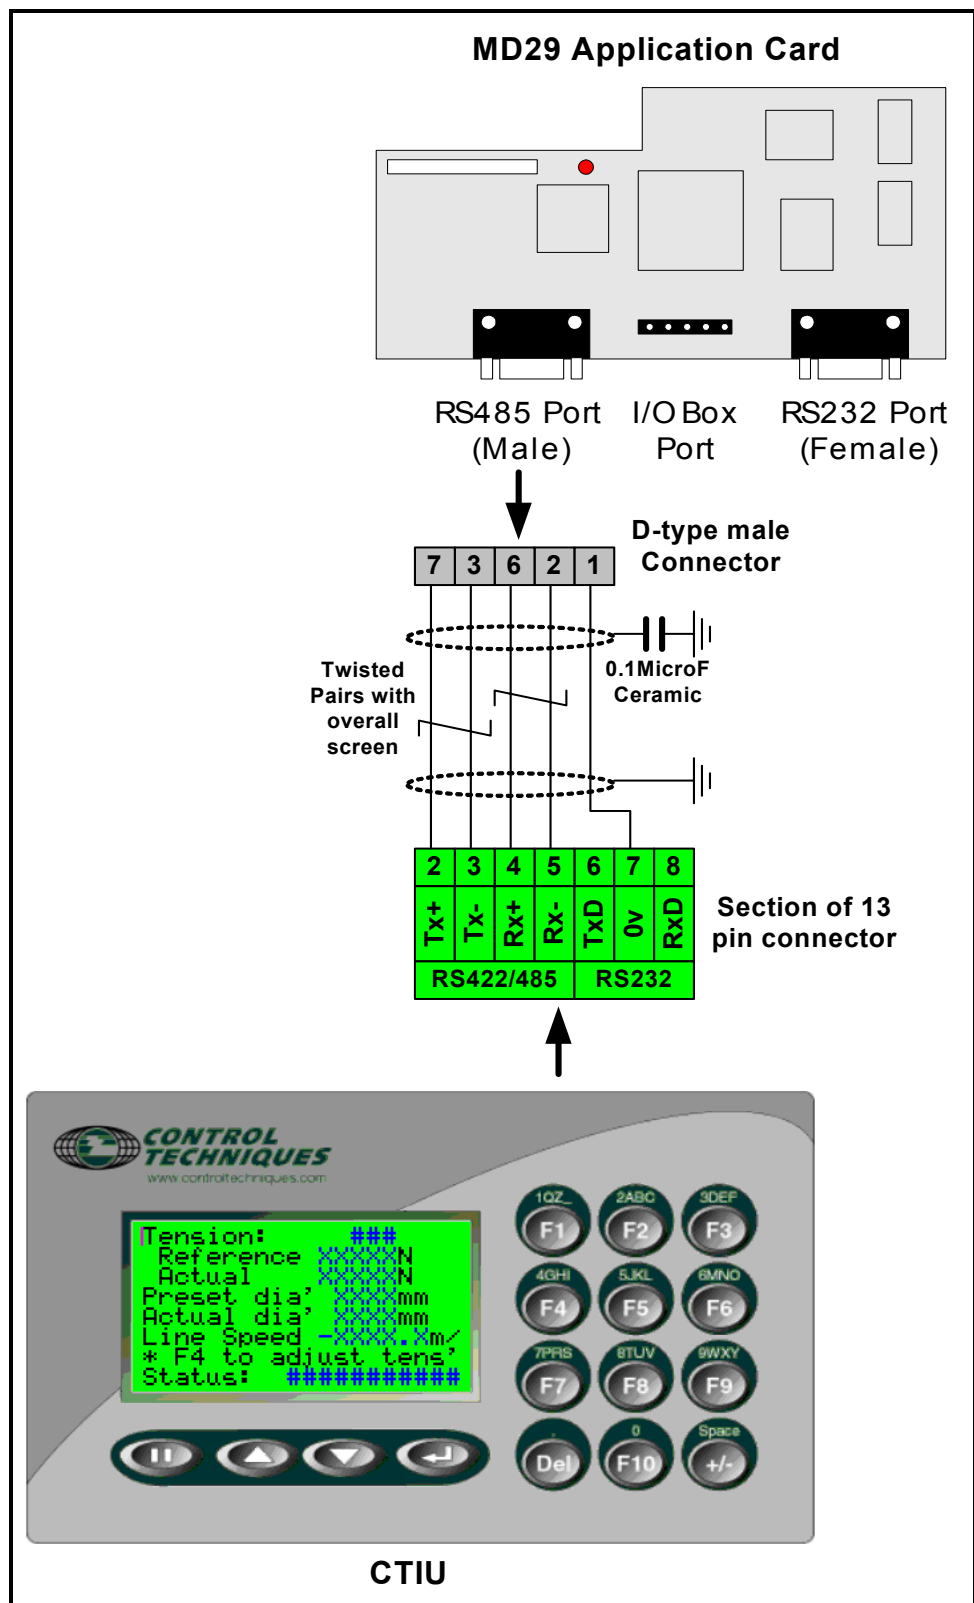 MD29 Application Card
RS485 Port
(Male)
I/O Box
Port
RS232 Port
(Female)
D-type male
Connector
7 3 6 2 1
0.1MicroF
Ceramic
Twisted
Pairs with
overall
screen
2 3 4 5 6 7 8
Tx+ Tx- Rx+ Rx- TxD 0v RxD
RS422/485 RS232
Section of 13
pin connector
CONTROL
TECHNIQUES
www.controltechniques.com
Tension: ###
Reference XXXXXN
Actual XXXXXN
Preset dia' XXXXmm
Actual dia' XXXXmm
Line Speed -XXXX.Xm/
* F4 to adjust tens'
Status: ###########
1QZ_ 2ABC 3DEF
F1 F2 F3
4GHI 5JKL 6MNO
F4 F5 F6
7PRS 8TUV 9WXY
F7 F8 F9
. 0 Space
Del F10 +/-
CTIU